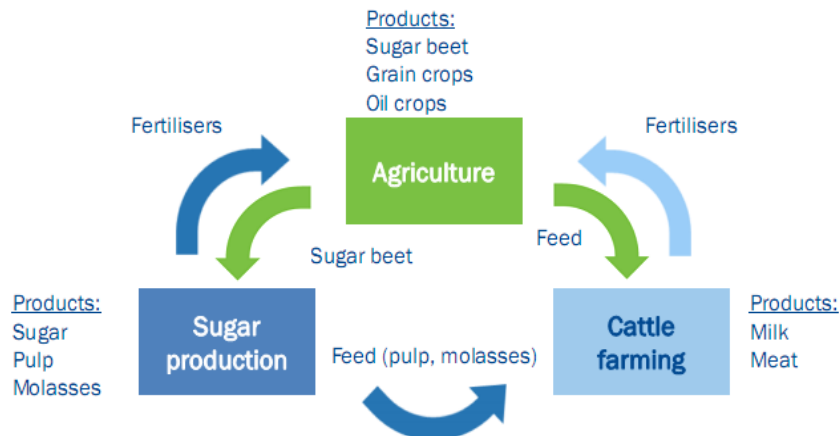 Products:
Sugar beet
Grain crops
Oil crops
Fertilisers
Fertilisers
Agriculture
Sugar beet
Feed
Products:
Sugar
Pulp
Molasses
Sugar
production
Feed (pulp, molasses)
Cattle
farming
Products:
Milk
Meat